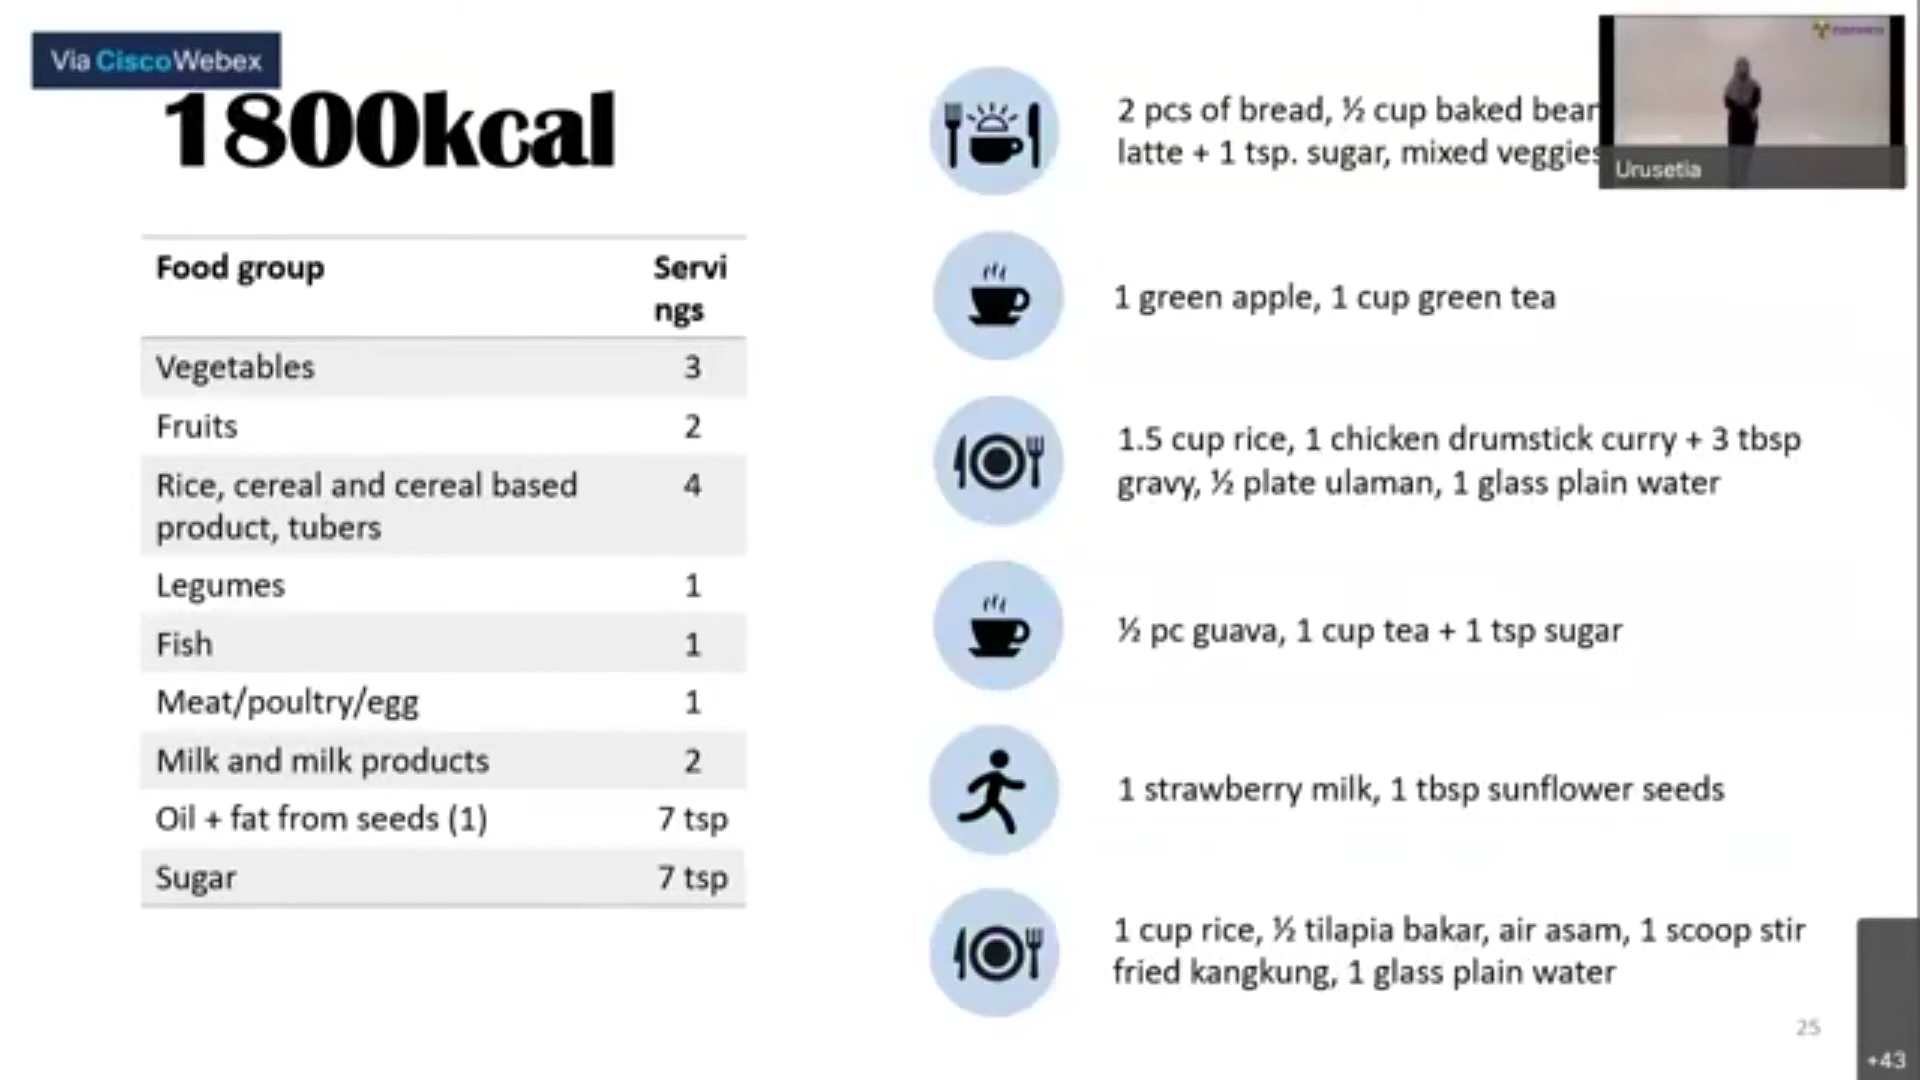 Via CiscoWebex
1800kcal
Food group
Servi
ngs
Vegetables 3
Fruits 2
Rice, cereal and cereal based 4
product, tubers
Legumes 1
Fish 1
Meat/poultry/egg 1
Milk and milk products 2
Oil + fat from seeds (1) 7 tsp
Sugar 7 tsp
2 pcs of bread, ½ cup baked bean
latte + 1 tsp. sugar, mixed veggies
1 green apple, 1 cup green tea
1.5 cup rice, 1 chicken drumstick curry + 3 tbsp
gravy, ½ plate ulaman, 1 glass plain water
½ pc guava, 1 cup tea + 1 tsp sugar
1 strawberry milk, 1 tbsp sunflower seeds
1 cup rice, ½ tilapia bakar, air asam, 1 scoop stir
fried kangkung, 1 glass plain water
Urusetia
25
+43